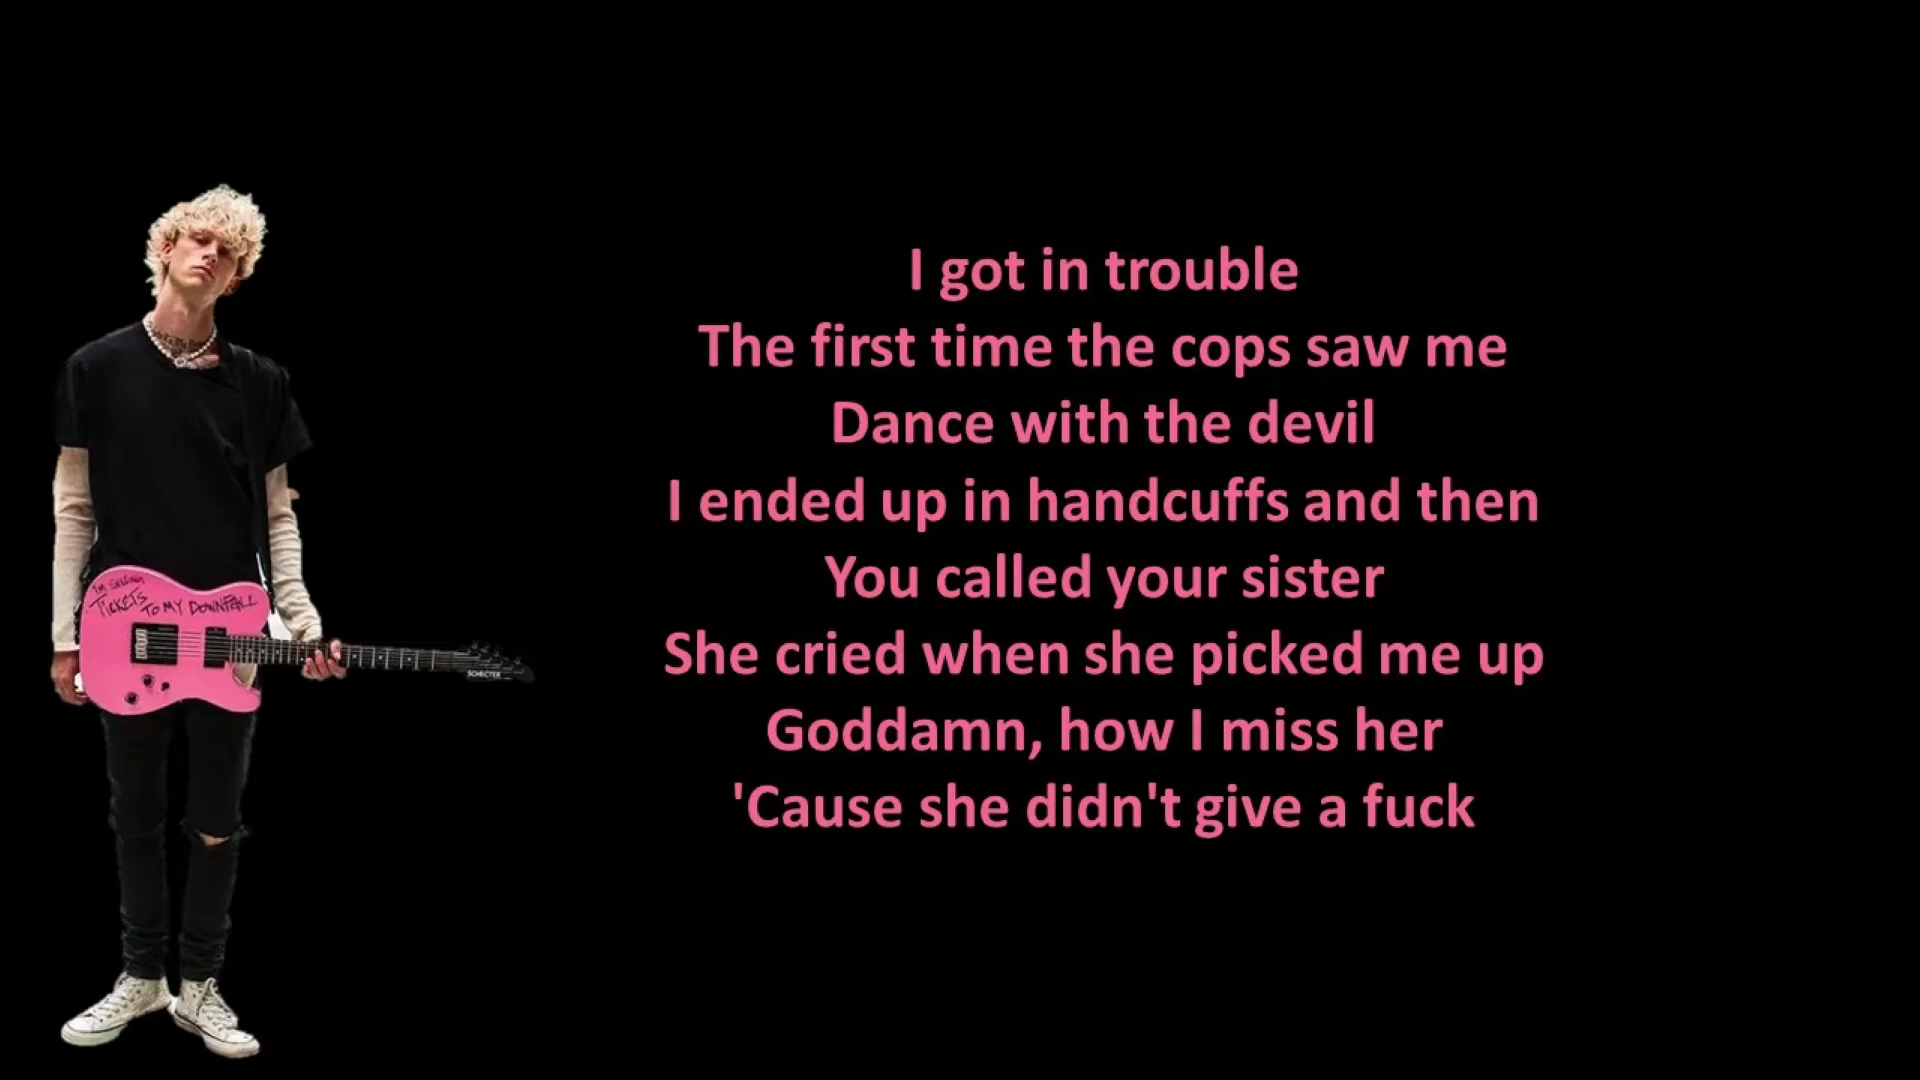 I got in trouble
The first time the cops saw me
Dance with the devil
I ended up in handcuffs and then
You called your sister
She cried when she picked me up
Goddamn, how I miss her
'Cause she didn't give a fuck
I'M SELLING
TICKETS TO MY DOWNFALL
SCHECTER